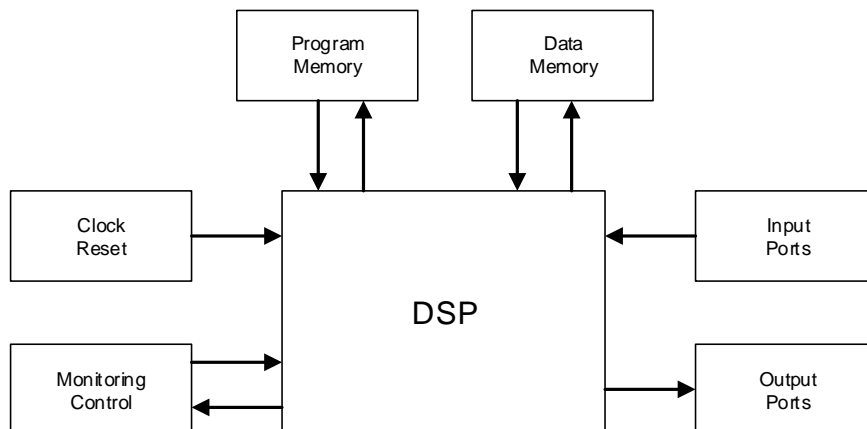 Program
Memory
Data
Memory
Clock
Reset
Input
Ports
DSP
Monitoring
Control
Output
Ports